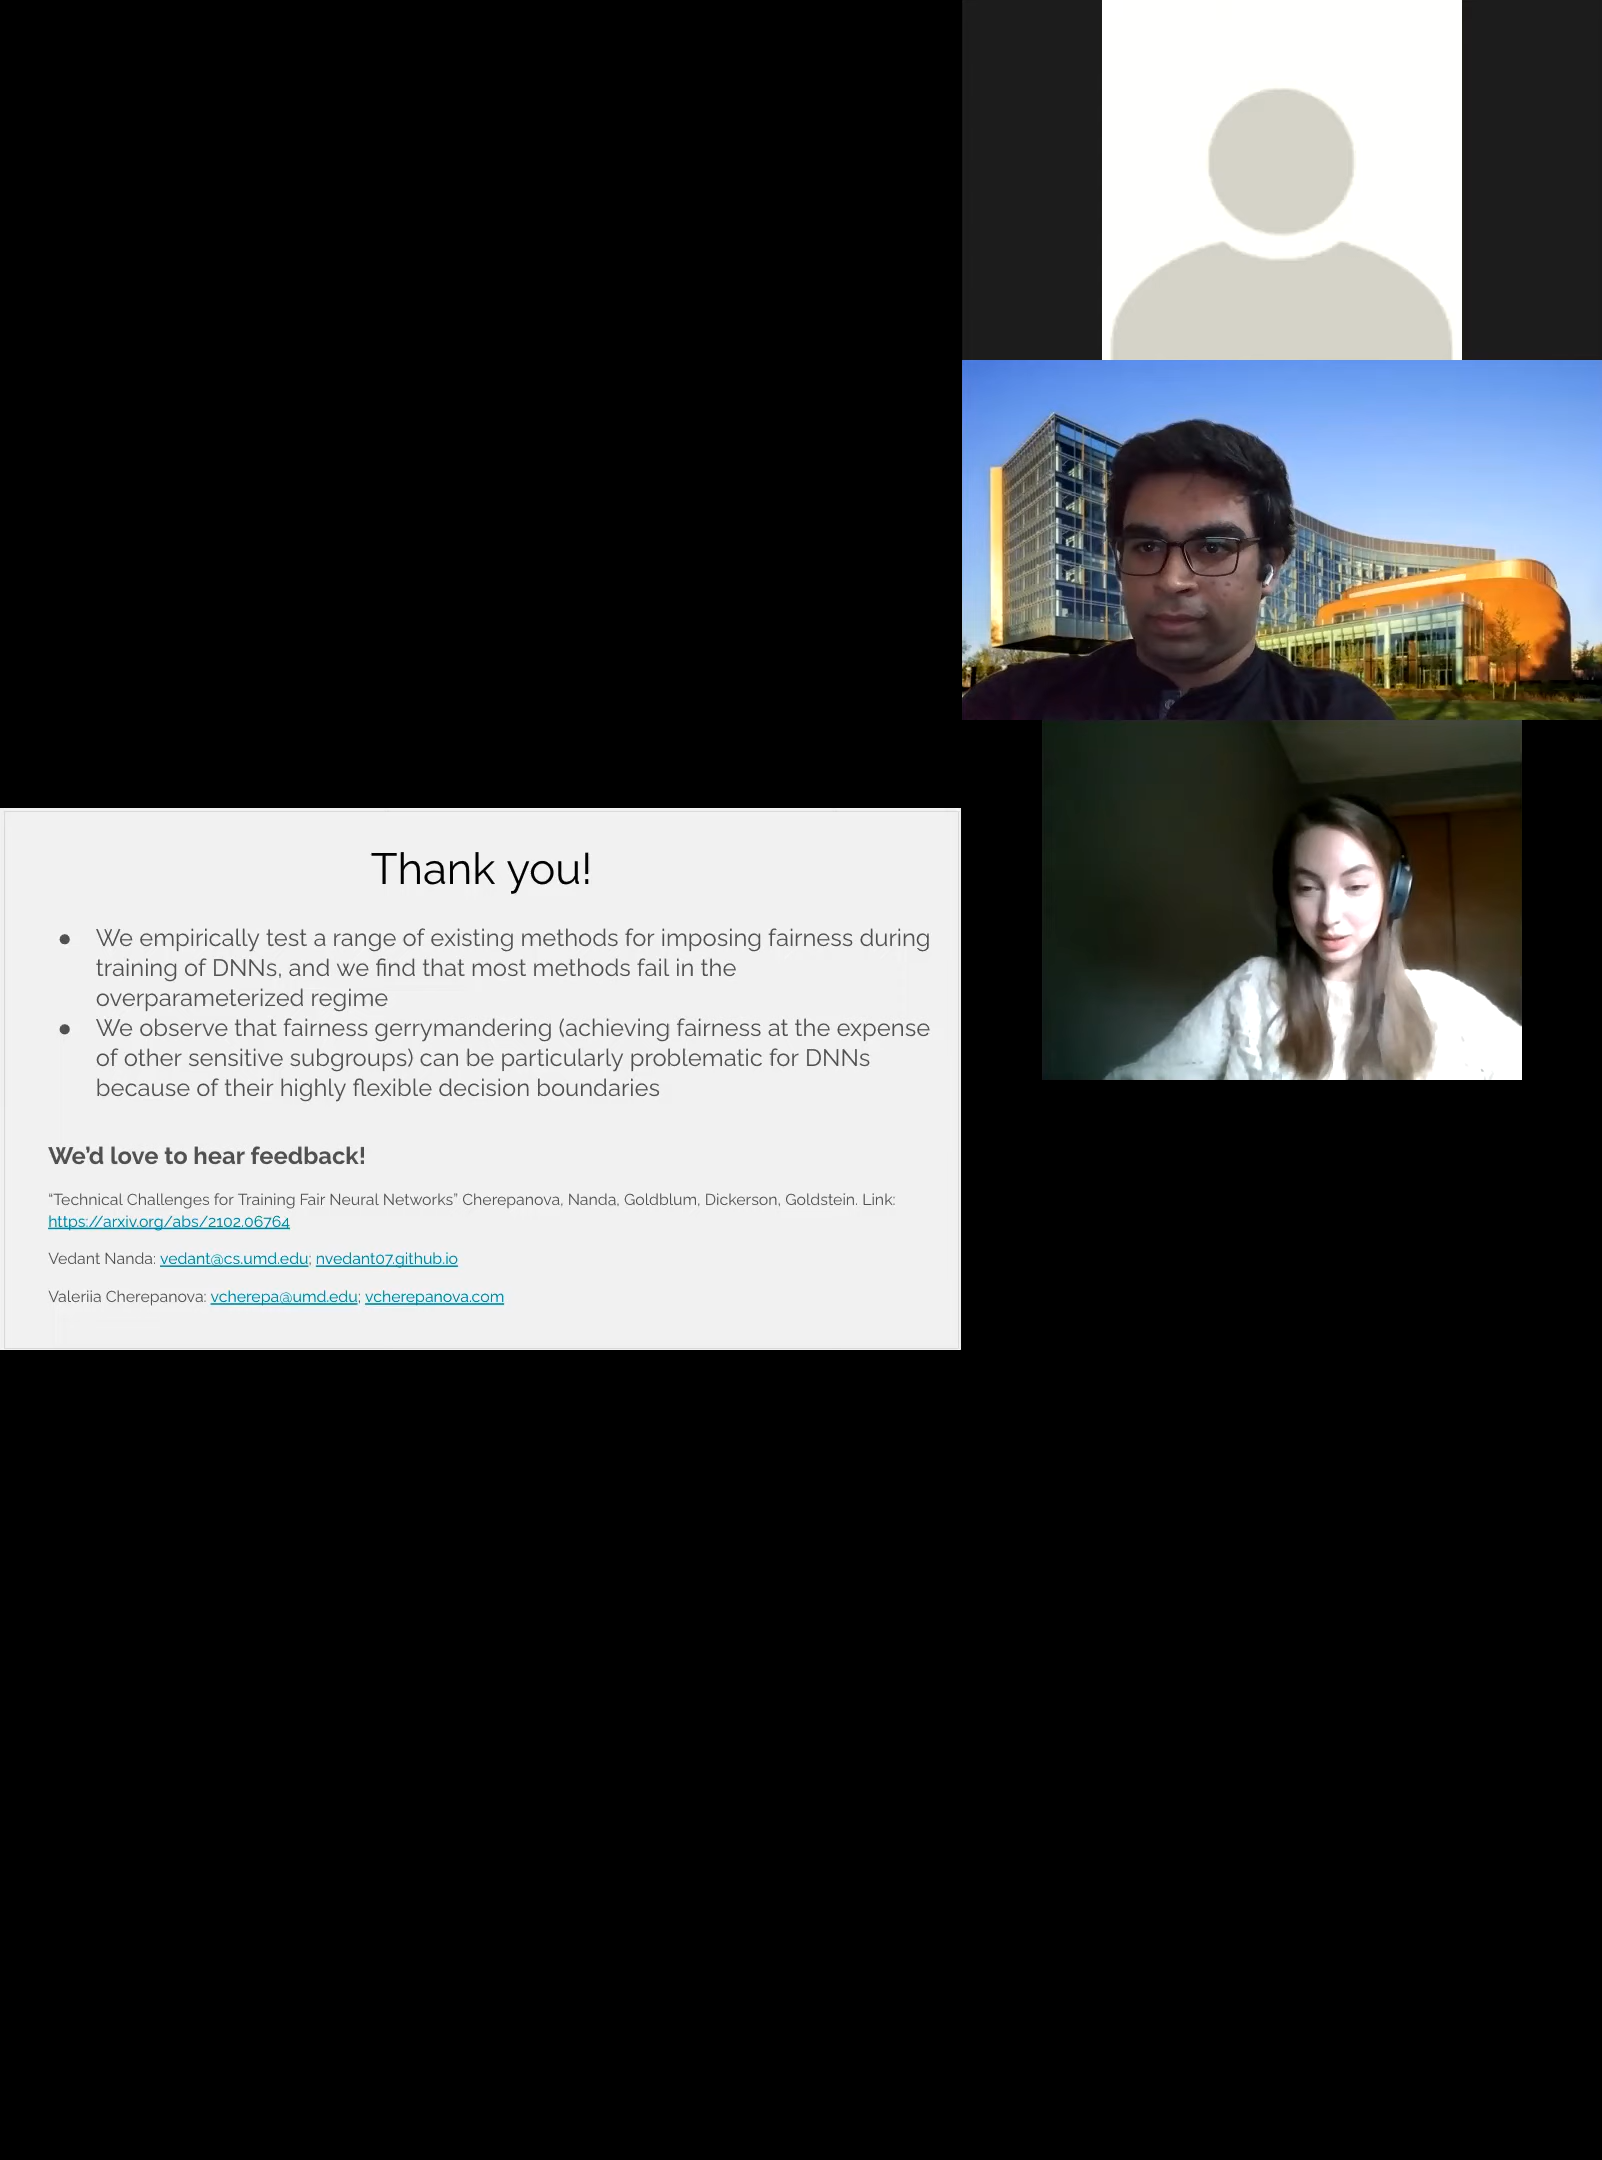 Thank you!
● We empirically test a range of existing methods for imposing fairness during
training of DNNs, and we find that most methods fail in the
overparameterized regime
● We observe that fairness gerrymandering (achieving fairness at the expense
of other sensitive subgroups) can be particularly problematic for DNNs
because of their highly flexible decision boundaries
We’d love to hear feedback!
“Technical Challenges for Training Fair Neural Networks” Cherepanova, Nanda, Goldblum, Dickerson, Goldstein. Link:
https://arxiv.org/abs/2102.06764
Vedant Nanda: vedant@cs.umd.edu; nvedant07.github.io
Valeriia Cherepanova: vcherepa@umd.edu; vcherepanova.com